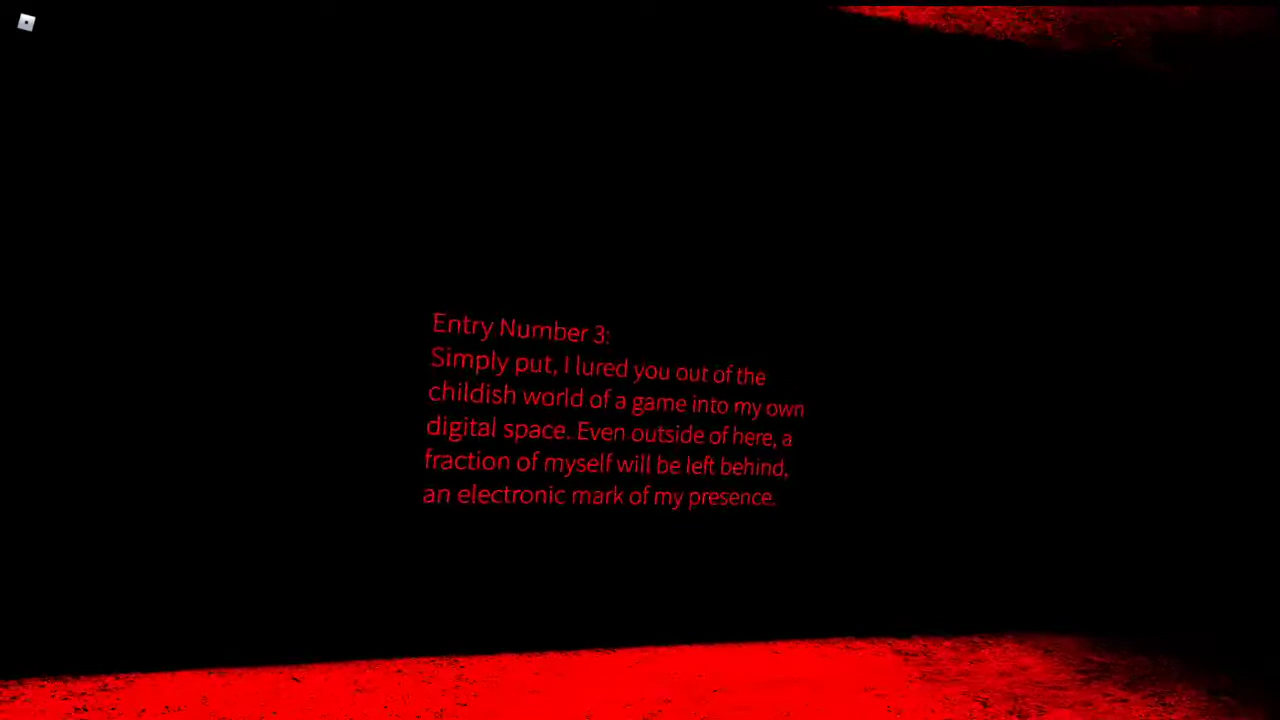 Entry Number 3:
Simply put, I lured you out of the
childish world of a game into my own
digital space. Even outside of here, a
fraction of myself will be left behind,
an electronic mark of my presence.